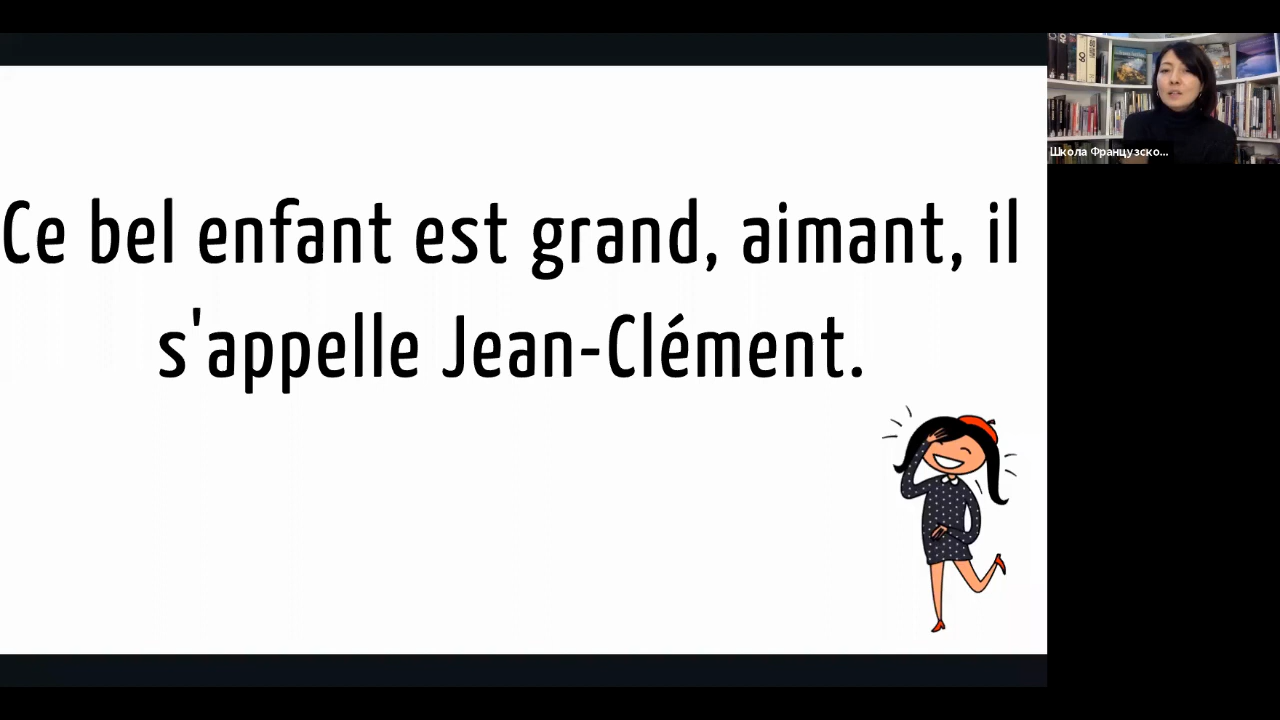 Ce bel enfant est grand, aimant, il
s'appelle Jean-Clément.
Школа Французско...